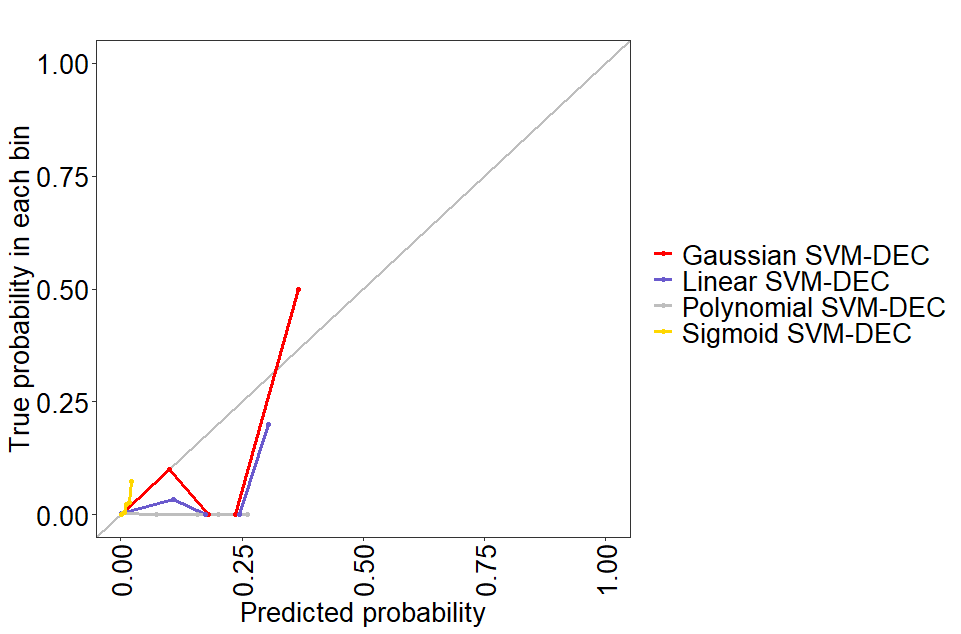 True probability in each bin
1.00
0.75
0.50
0.25
0.00
0.00
0.25
0.50
0.75
1.00
Predicted probability
Gaussian SVM-DEC
Linear SVM-DEC
Polynomial SVM-DEC
Sigmoid SVM-DEC